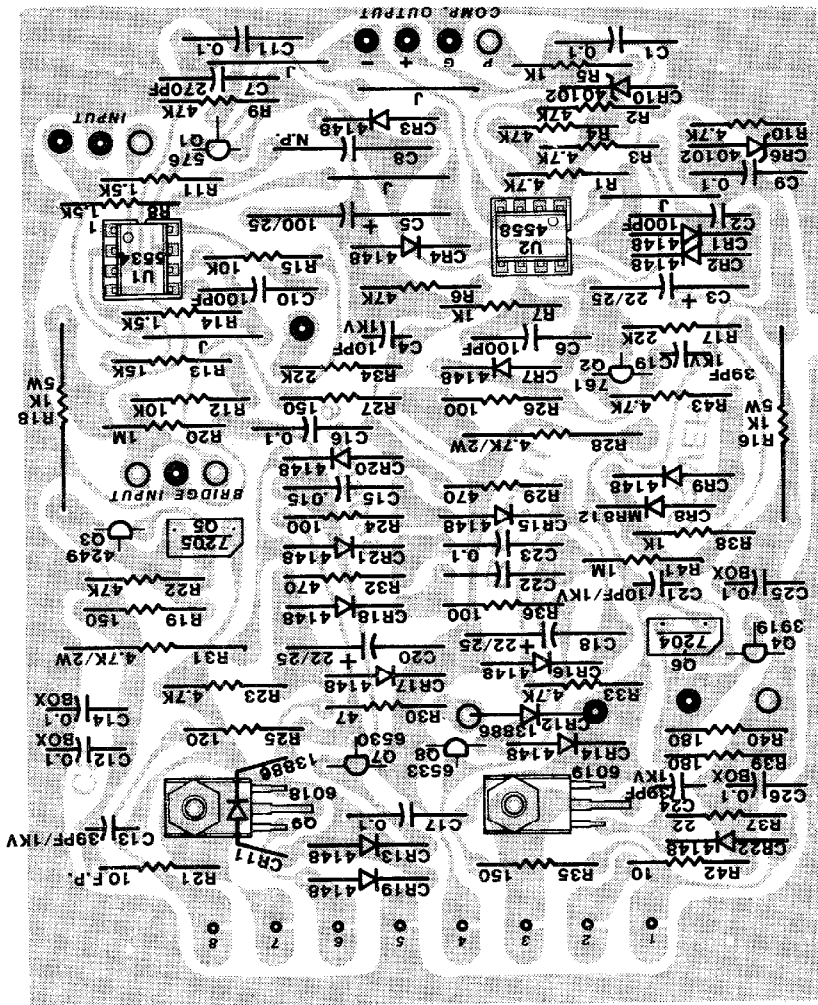 1 2 3 4 5 6 7 8
R42 10
R35 150
CR19 4148
R21 10 F.P.
CR22 4148
CR13 4148
CR11
R37 22
C17 0.1
Q9
6018
C13 39PF/1KV
C26 0.1 BOX
C24 39PF 1KV
6019
13886
R39 180
CR14 4148
Q8 6533
Q7 6530
C12 0.1 BOX
R40 180
CR12 13886
R30 47
R25 120
C14 0.1 BOX
R33 4.7K
R23 4.7K
CR16 4148
CR17 4148
Q4 3919
Q6 7204
C18 22/25 +
C20 22/25 +
R31 4.7K/2W
R36 100
CR18 4148
R19 150
C25 0.1 BOX
C21 10PF/1KV
C22
R32 470
R22 47K
R41 1M
C23 0.1
CR21 4148
R38 1K
CR15 4148
R24 100
Q5 7205
Q3 4249
CR8 MR812
R29 470
C15 .015
CR9 4148
CR20 4148
BRIDGE INPUT
R28 4.7K/2W
C16 0.1
R20 1M
R16 1K 5W
R43 4.7K
R26 100
R27 150
R12 10K
R18 1K 5W
C19 39PF 1KV
Q2 761
CR7 4148
R34 22K
R13 15K
R17 22K
C6 100PF
C4 10PF 1KV
J
C3 22/25 +
R7 1K
R6 47K
R14 1.5K
C10 100PF
CR2 4148
CR1 4148
U2 4558
CR4 4148
R15 10K
U1 5534
1
C2 100PF
J
C5 100/25 +
R8 1.5K
C9 0.1
R1 4.7K
J
R11 1.5K
CR6 40102
R3 4.7K
C8 N.P.
Q1 576
R10 4.7K
R4 47K
CR3 4148
INPUT
R2 47K
J
R9 47K
CR10 40102
C7 270PF
R5 1K
J
C1 0.1
P G + -
C11 0.1
COMP. OUTPUT